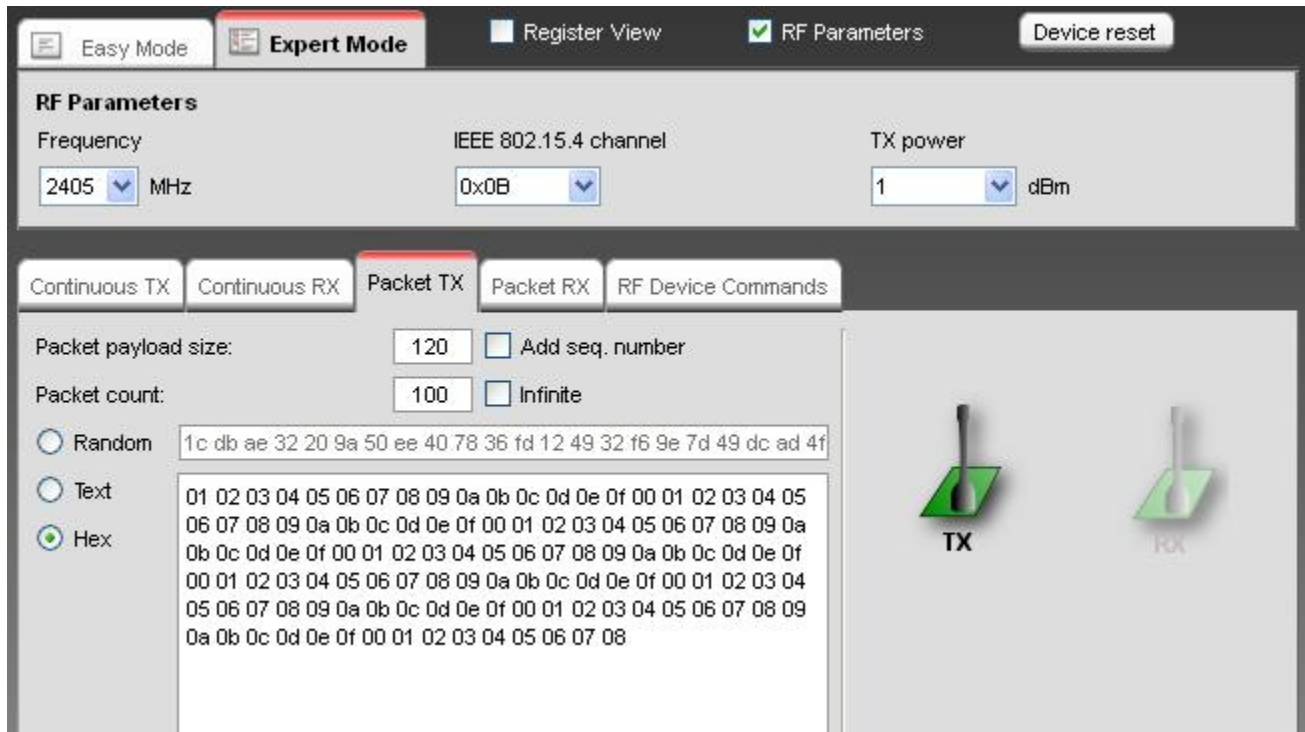 Easy Mode
Expert Mode
Register View
RF Parameters
Device reset
RF Parameters
Frequency
IEEE 802.15.4 channel
TX power
2405 MHz
0x0B
1 dBm
Continuous TX
Continuous RX
Packet TX
Packet RX
RF Device Commands
Packet payload size: 120 Add seq. number
Packet count: 100 Infinite
Random 1c db ae 32 20 9a 50 ee 40 78 36 fd 12 49 32 f6 9e 7d 49 dc ad 4f
Text
Hex
01 02 03 04 05 06 07 08 09 0a 0b 0c 0d 0e 0f 00 01 02 03 04 05
06 07 08 09 0a 0b 0c 0d 0e 0f 00 01 02 03 04 05 06 07 08 09 0a
0b 0c 0d 0e 0f 00 01 02 03 04 05 06 07 08 09 0a 0b 0c 0d 0e 0f
00 01 02 03 04 05 06 07 08 09 0a 0b 0c 0d 0e 0f 00 01 02 03 04
05 06 07 08 09 0a 0b 0c 0d 0e 0f 00 01 02 03 04 05 06 07 08 09
0a 0b 0c 0d 0e 0f 00 01 02 03 04 05 06 07 08
TX
RX